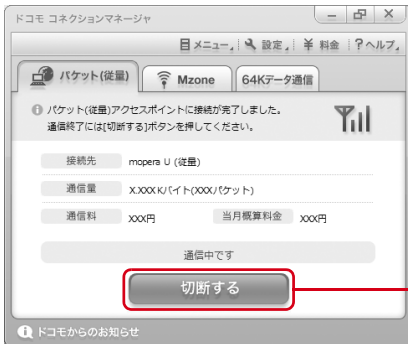 ドコモ コネクションマネージャ
メニュー 設定 料金 ?ヘルプ
パケット(従量) Mzone 64Kデータ通信
パケット(従量)アクセスポイントに接続が完了しました。
通信終了には[切断する]ボタンを押してください。
接続先 mopera U (従量)
通信量 X.XXX Kバイト(XXXパケット)
通信料 XXX円 当月概算料金 XXX円
通信中です
切断する
ドコモからのお知らせ